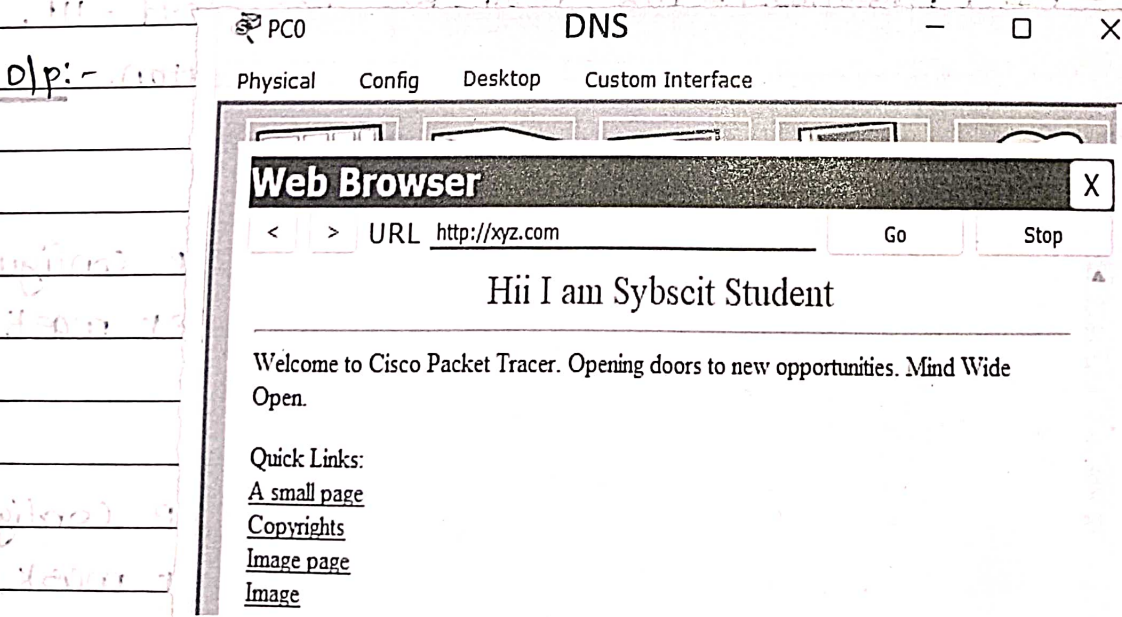 PC0 DNS
Physical Config Desktop Custom Interface
O/p:-
Web Browser X
< > URL http://xyz.com Go Stop
Hii I am Sybscit Student
Welcome to Cisco Packet Tracer. Opening doors to new opportunities. Mind Wide
Open.
Quick Links:
A small page
Copyrights
Image page
Image